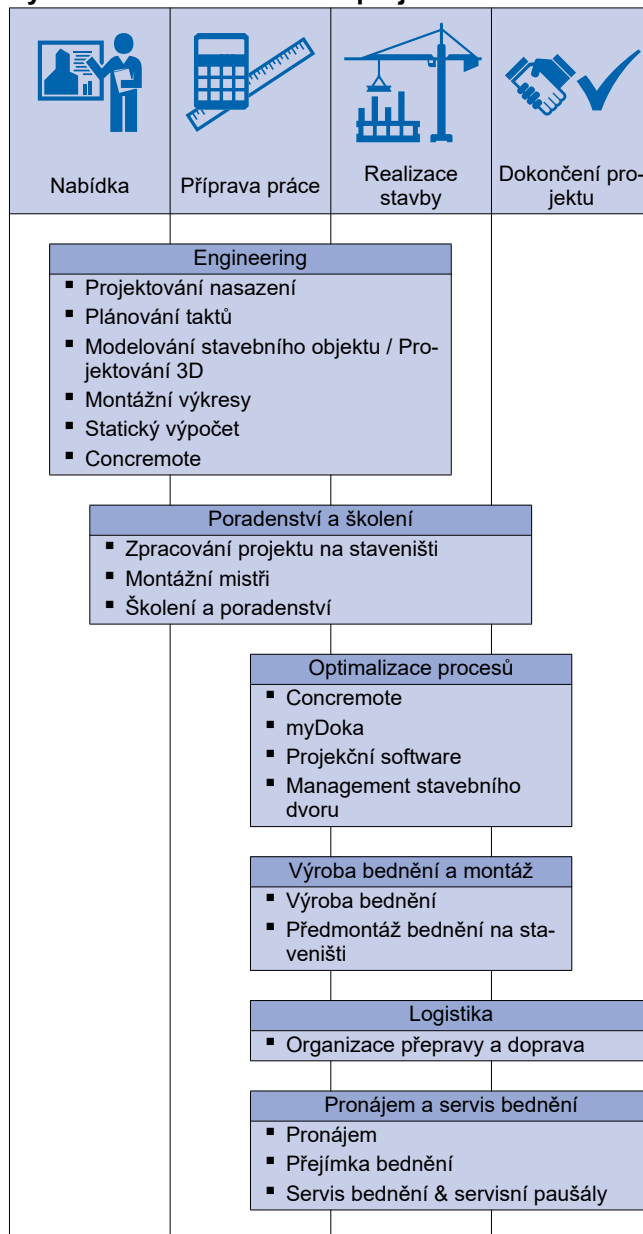 Nabídka
Příprava práce
Realizace
stavby
Dokončení pro-
jektu
Engineering
▪ Projektování nasazení
▪ Plánování taktů
▪ Modelování stavebního objektu / Pro-
jektování 3D
▪ Montážní výkresy
▪ Statický výpočet
▪ Concremote
Poradenství a školení
▪ Zpracování projektu na staveništi
▪ Montážní mistři
▪ Školení a poradenství
Optimalizace procesů
▪ Concremote
▪ myDoka
▪ Projekční software
▪ Management stavebního
dvoru
Výroba bednění a montáž
▪ Výroba bednění
▪ Předmontáž bednění na sta-
veništi
Logistika
▪ Organizace přepravy a doprava
Pronájem a servis bednění
▪ Pronájem
▪ Přejímka bednění
▪ Servis bednění & servisní paušály